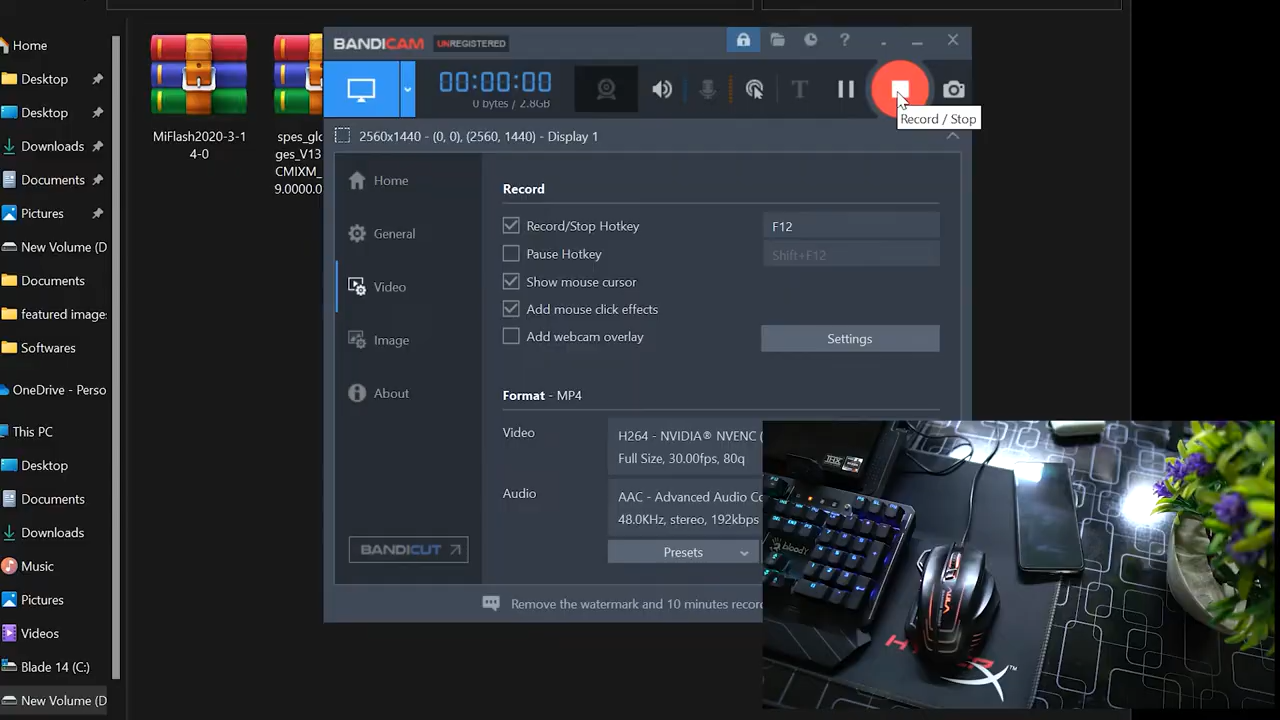 Home
Desktop
Desktop
Downloads
Documents
Pictures
New Volume (D
Documents
featured image:
Softwares
OneDrive - Perso
This PC
Desktop
Documents
Downloads
Music
Pictures
Videos
Blade 14 (C:)
New Volume (D
MiFlash2020-3-1
4-0
spes_glo
ges_V13
CMIXM_
9.0000.0
BANDICAM UNREGISTERED
00:00:00
0 bytes / 2.8GB
Record / Stop
2560x1440 - (0, 0), (2560, 1440) - Display 1
Home
General
Video
Image
About
BANDICUT
Record
Record/Stop Hotkey F12
Pause Hotkey Shift+F12
Show mouse cursor
Add mouse click effects
Add webcam overlay Settings
Format - MP4
Video H264 - NVIDIA® NVENC (
Full Size, 30.00fps, 80q
Audio AAC - Advanced Audio Co
48.0KHz, stereo, 192kbps
Presets
Remove the watermark and 10 minutes recor
bloody